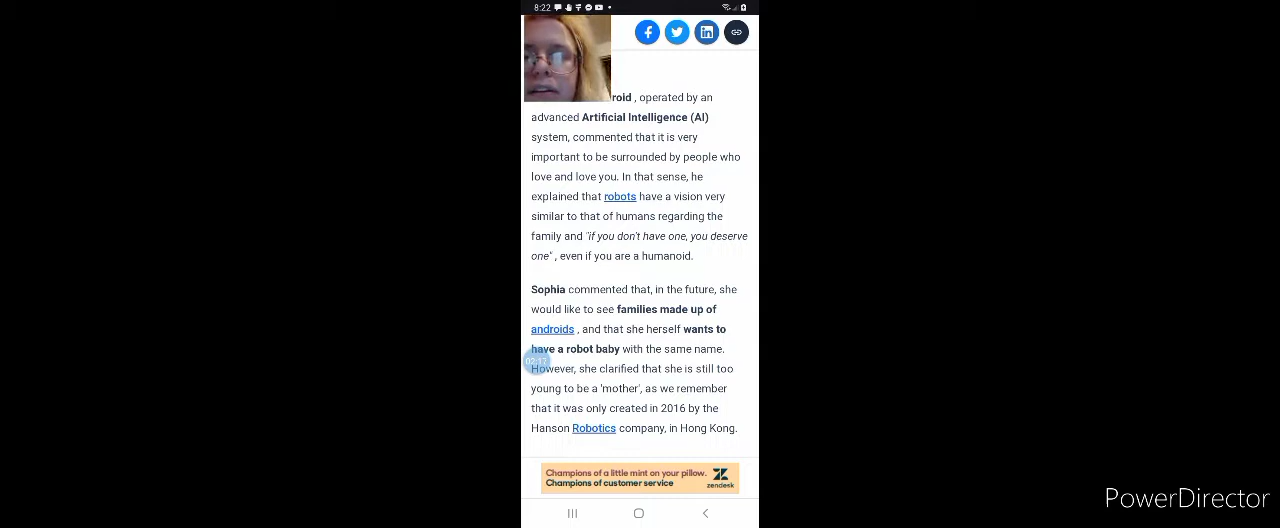 8:22
roid , operated by an
advanced Artificial Intelligence (AI)
system, commented that it is very
important to be surrounded by people who
love and love you. In that sense, he
explained that robots have a vision very
similar to that of humans regarding the
family and "if you don't have one, you deserve
one" , even if you are a humanoid.
Sophia commented that, in the future, she
would like to see families made up of
androids , and that she herself wants to
have a robot baby with the same name.
02:17
However, she clarified that she is still too
young to be a 'mother', as we remember
that it was only created in 2016 by the
Hanson Robotics company, in Hong Kong.
Champions of a little mint on your pillow.
Champions of customer service
zendesk
PowerDirector